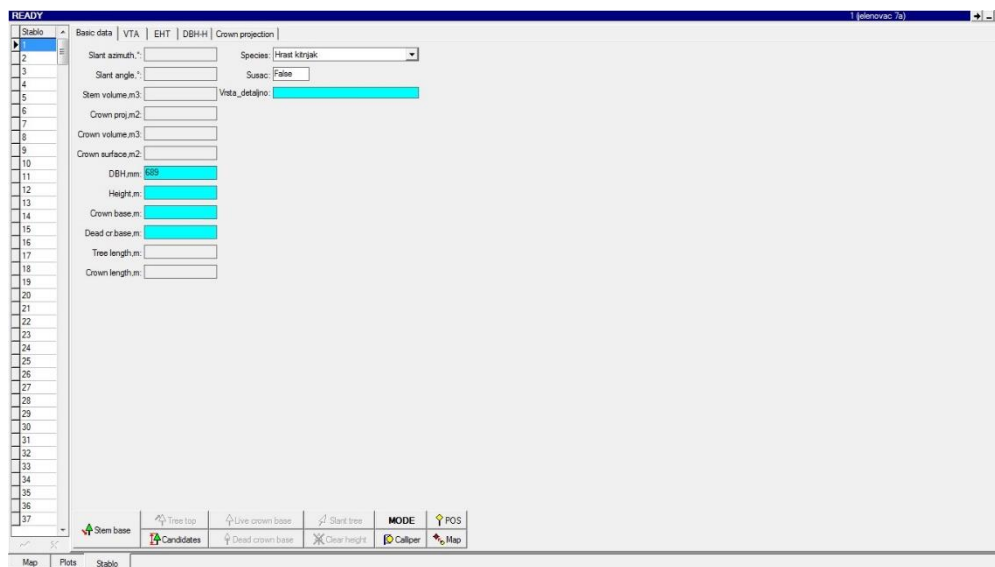 READY 1 (jelenovac 7a)
Stablo Basic data VTA EHT DBH-H Crown projection
1
2
3
4
5
6
7
8
9
10
11
12
13
14
15
16
17
18
19
20
21
22
23
24
25
26
27
28
29
30
31
32
33
34
35
36
37
Slant azimuth,°:
Slant angle,°:
Stem volume,m3:
Crown proj,m2:
Crown volume,m3:
Crown surface,m2:
DBH,mm: 689
Height,m:
Crown base,m:
Dead cr.base,m:
Tree length,m:
Crown length,m:
Species: Hrast kitnjak
Susac: False
Vrsta_detaljno:
Stem base
Tree top Live crown base Slant tree MODE POS
Candidates Dead crown base Clear height Calliper Map
Map Plots Stablo